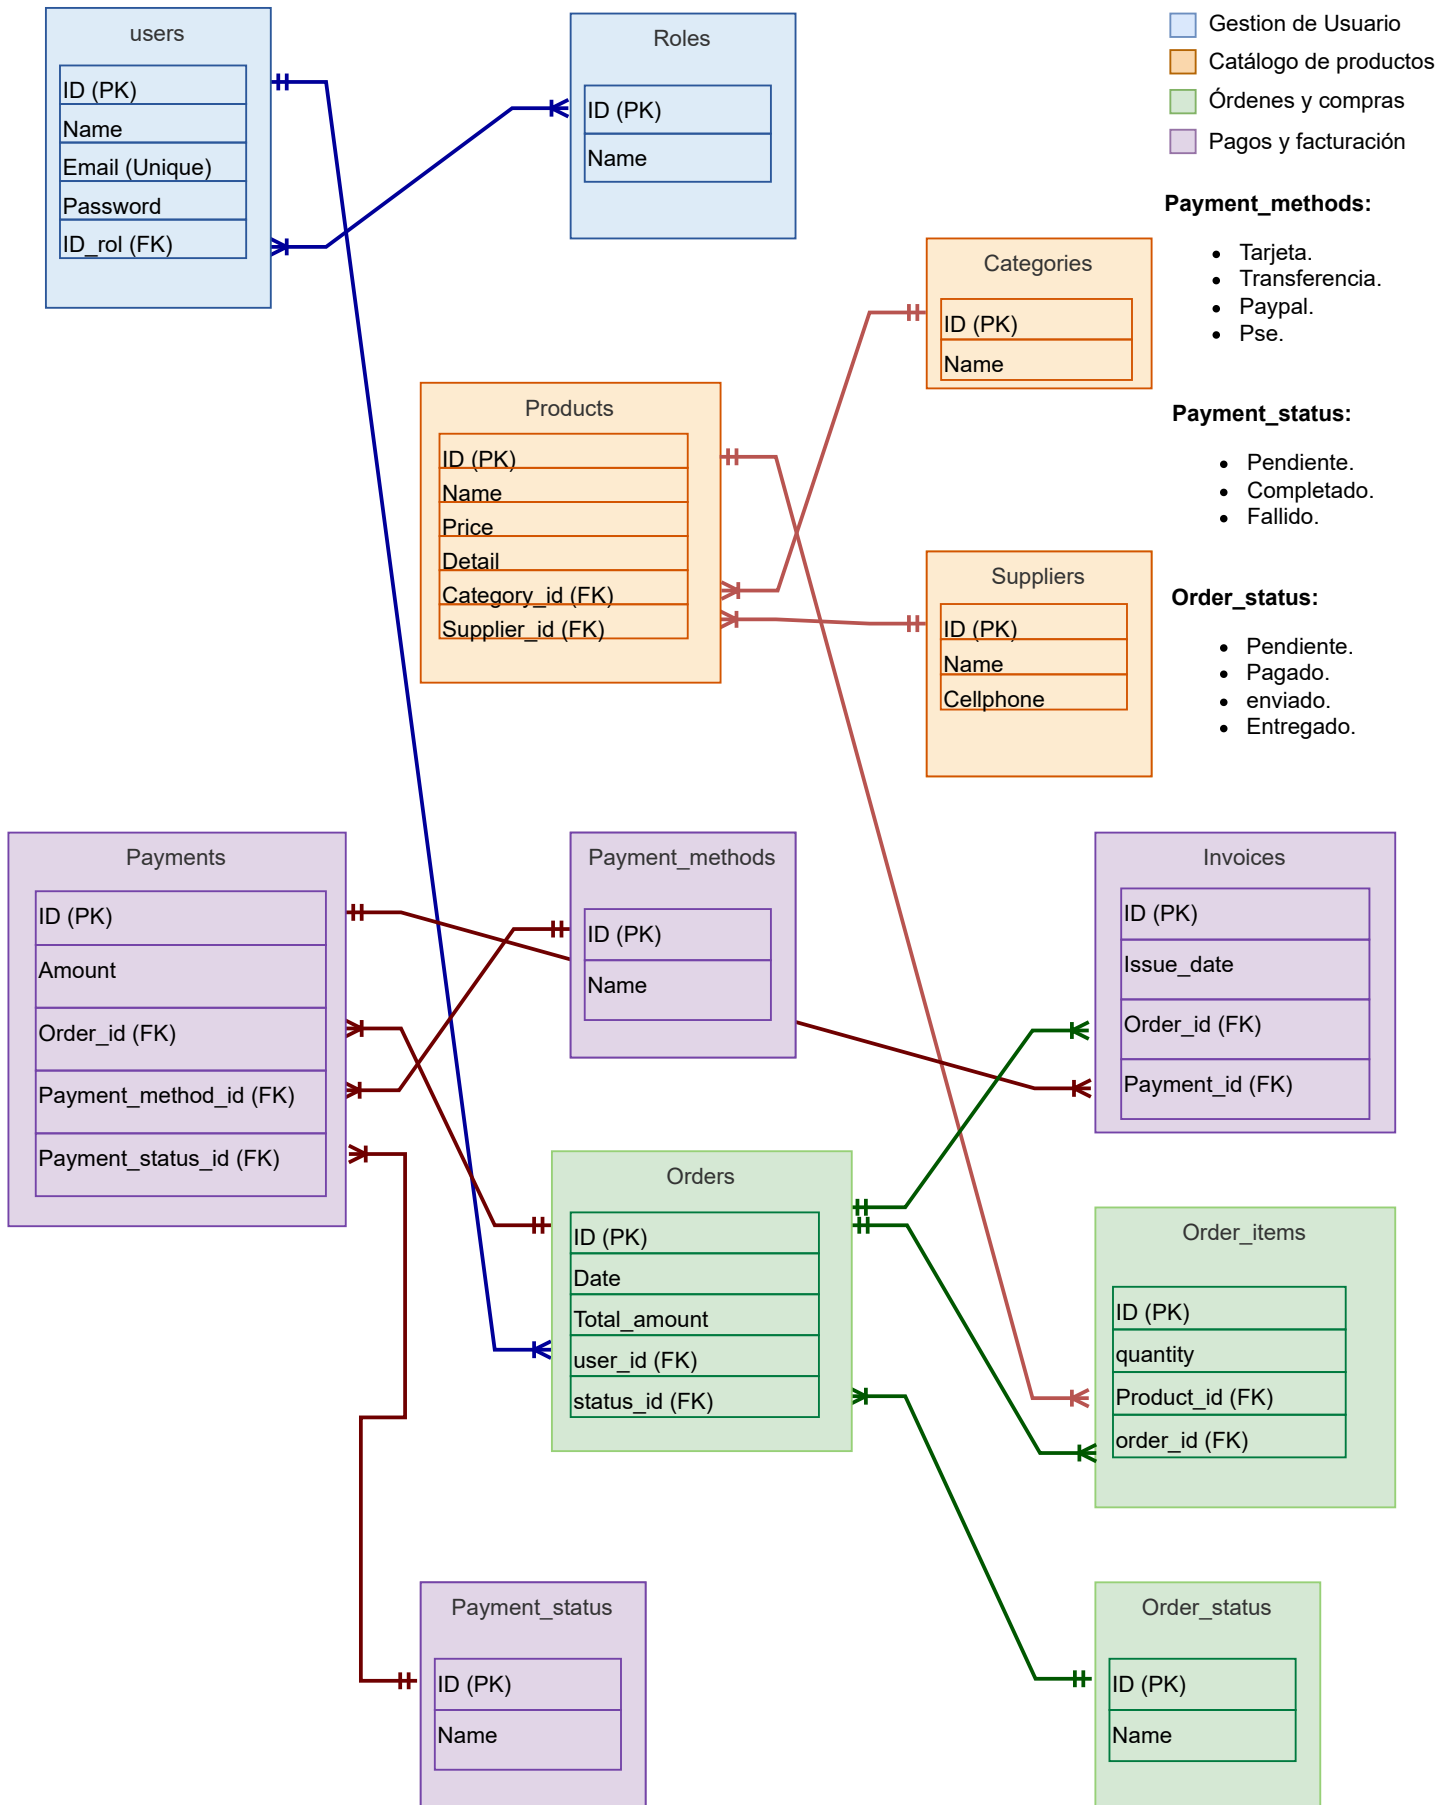 users
ID (PK)
Name
Email (Unique)
Password
ID_rol (FK)
Roles
ID (PK)
Name
Gestion de Usuario
Catálogo de productos
Órdenes y compras
Pagos y facturación
Payment_methods:
Tarjeta.
Transferencia.
Paypal.
Pse.
Categories
ID (PK)
Name
Products
ID (PK)
Name
Price
Detail
Category_id (FK)
Supplier_id (FK)
Payment_status:
Pendiente.
Completado.
Fallido.
Suppliers
ID (PK)
Name
Cellphone
Order_status:
Pendiente.
Pagado.
enviado.
Entregado.
Payments
ID (PK)
Amount
Order_id (FK)
Payment_method_id (FK)
Payment_status_id (FK)
Payment_methods
ID (PK)
Name
Invoices
ID (PK)
Issue_date
Order_id (FK)
Payment_id (FK)
Orders
ID (PK)
Date
Total_amount
user_id (FK)
status_id (FK)
Order_items
ID (PK)
quantity
Product_id (FK)
order_id (FK)
Payment_status
ID (PK)
Name
Order_status
ID (PK)
Name